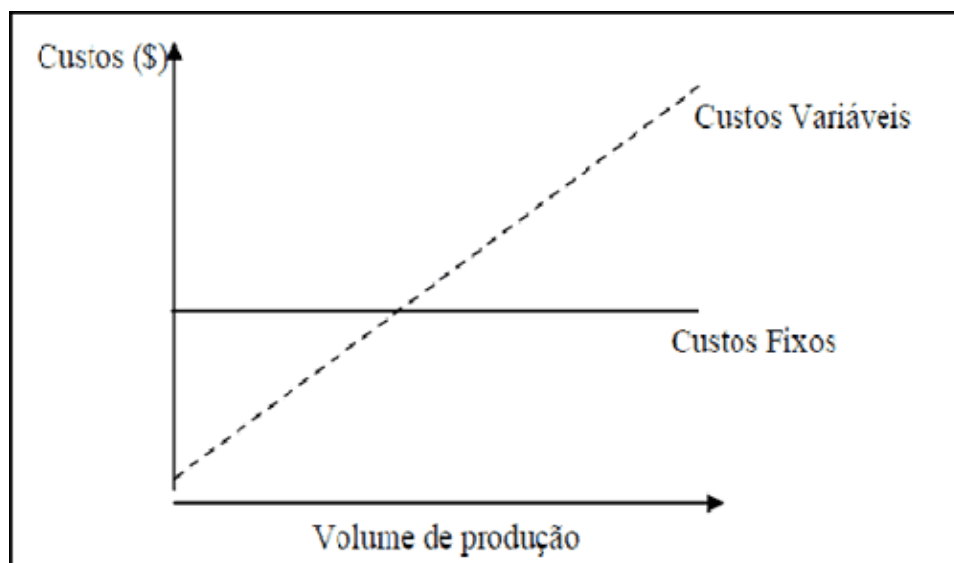 Custos ($)
Custos Variáveis
Custos Fixos
Volume de produção